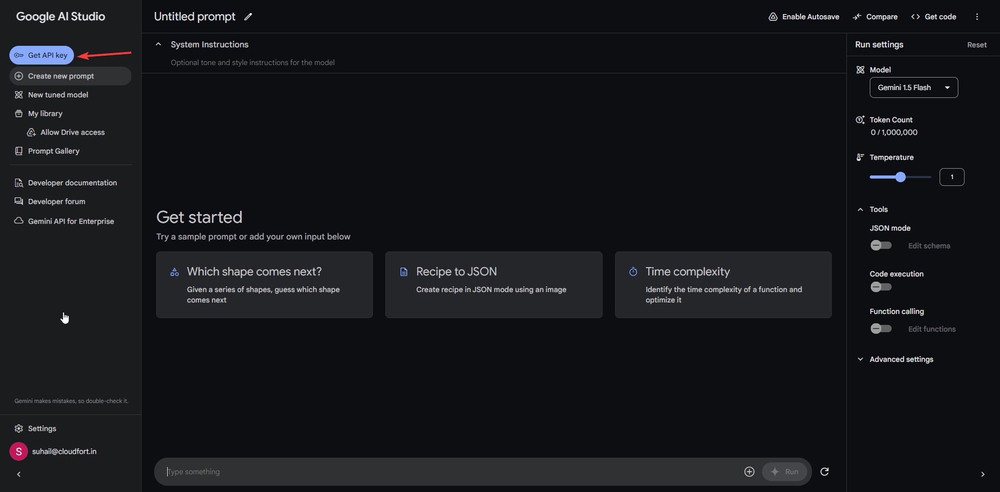 Google AI Studio
Get API key
Create new prompt
New tuned model
My library
Allow Drive access
Prompt Gallery
Developer documentation
Developer forum
Gemini API for Enterprise
Gemini makes mistakes, so double-check it.
Settings
S
suhail@cloudfort.in
Untitled prompt
Enable Autosave
Compare
Get code
System Instructions
Optional tone and style instructions for the model
Get started
Try a sample prompt or add your own input below
Which shape comes next?
Given a series of shapes, guess which shape
comes next
Recipe to JSON
Create recipe in JSON mode using an image
Time complexity
Identify the time complexity of a function and
optimize it
Type something
Run
Run settings
Reset
Model
Gemini 1.5 Flash
Token Count
0 / 1,000,000
Temperature
1
Tools
JSON mode
Edit schema
Code execution
Function calling
Edit functions
Advanced settings